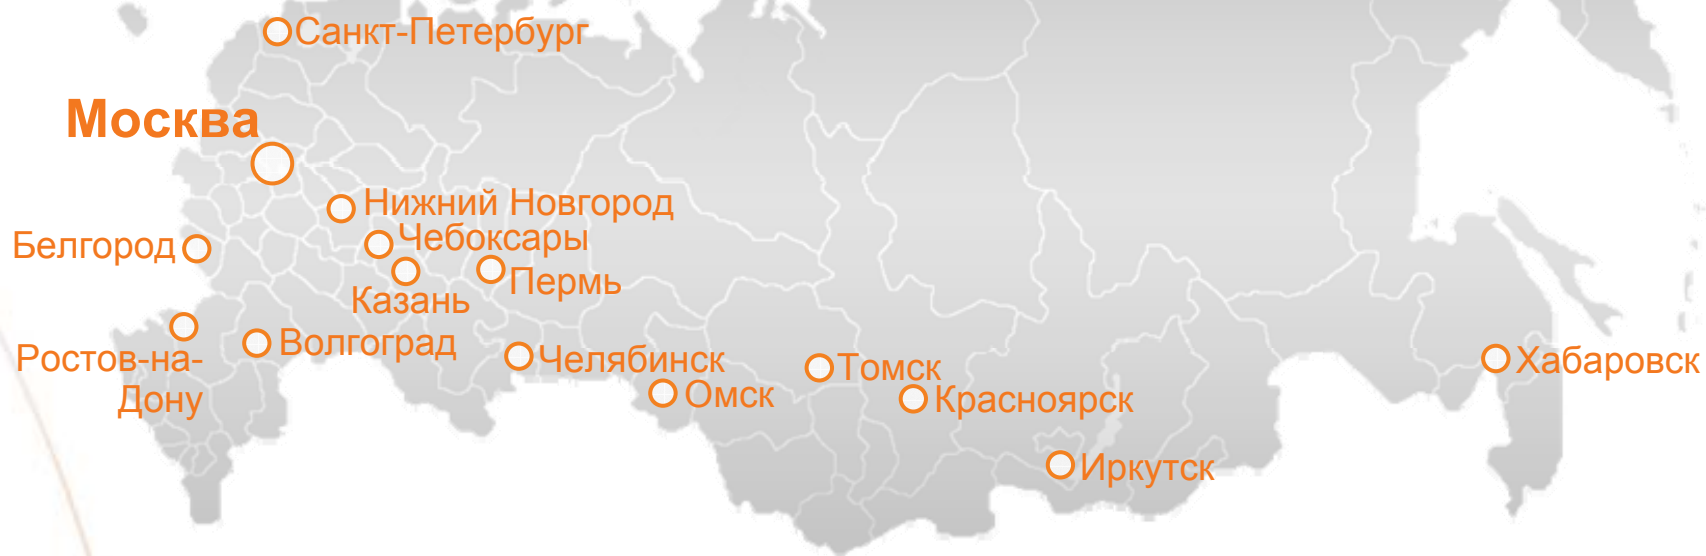 Санкт-Петербург
Москва
Нижний Новгород
Чебоксары
Белгород
Пермь
Казань
Волгоград
Ростов-на-
Дону
Челябинск
Томск
Хабаровск
Омск
Красноярск
Иркутск